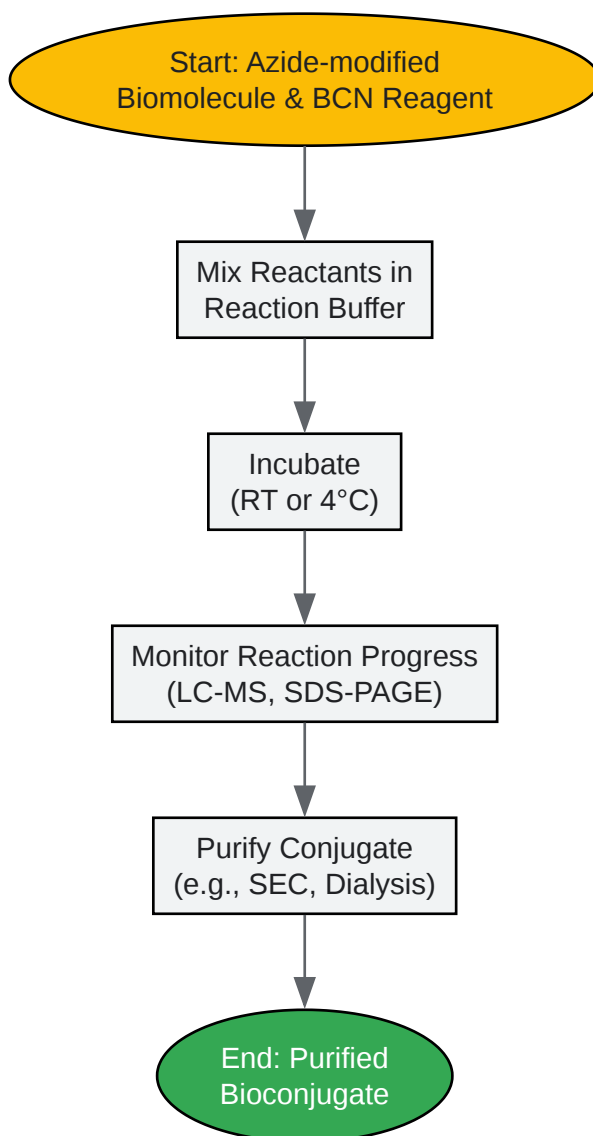 Start: Azide-modified
Biomolecule & BCN Reagent
Mix Reactants in
Reaction Buffer
Incubate
(RT or 4°C)
Monitor Reaction Progress
(LC-MS, SDS-PAGE)
Purify Conjugate
(e.g., SEC, Dialysis)
End: Purified
Bioconjugate